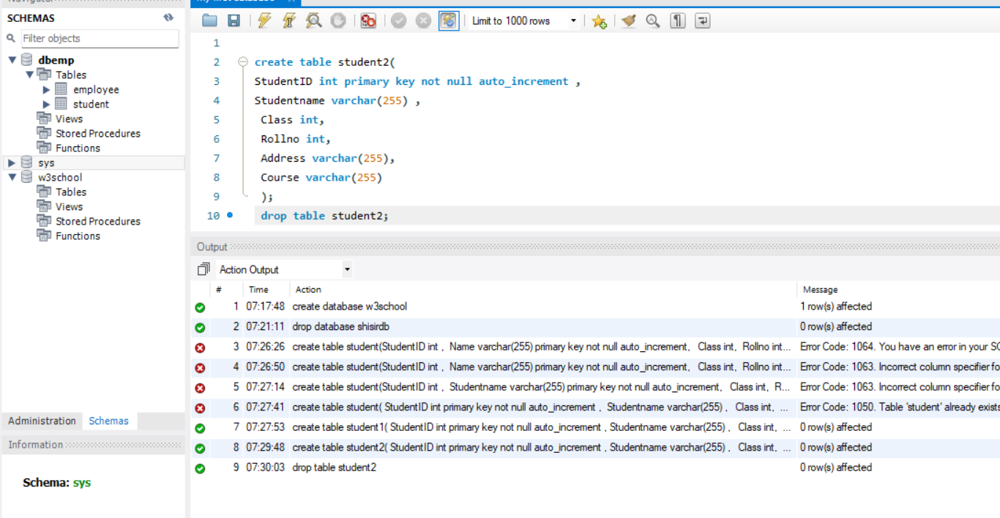 SCHEMAS
Filter objects
dbemp
Tables
employee
student
Views
Stored Procedures
Functions
sys
w3school
Tables
Views
Stored Procedures
Functions
Administration Schemas
Information
Schema: sys
Limit to 1000 rows
1
2 create table student2(
3 StudentID int primary key not null auto_increment ,
4 Studentname varchar(255) ,
5 Class int,
6 Rollno int,
7 Address varchar(255),
8 Course varchar(255)
9 );
10 drop table student2;
Output
Action Output
# Time Action Message
1 07:17:48 create database w3school 1 row(s) affected
2 07:21:11 drop database shisirdb 0 row(s) affected
3 07:26:26 create table student(StudentID int , Name varchar(255) primary key not null auto_increment, Class int, Rollno int... Error Code: 1064. You have an error in your SC
4 07:26:50 create table student(StudentID int , Name varchar(255) primary key not null auto_increment, Class int, Rollno int... Error Code: 1063. Incorrect column specifier fo
5 07:27:14 create table student(StudentID int , Studentname varchar(255) primary key not null auto_increment, Class int, R... Error Code: 1063. Incorrect column specifier fo
6 07:27:41 create table student( StudentID int primary key not null auto_increment , Studentname varchar(255) , Class int, ... Error Code: 1050. Table 'student' already exists
7 07:27:53 create table student1( StudentID int primary key not null auto_increment , Studentname varchar(255) , Class int, ... 0 row(s) affected
8 07:29:48 create table student2( StudentID int primary key not null auto_increment , Studentname varchar(255) , Class int, ... 0 row(s) affected
9 07:30:03 drop table student2 0 row(s) affected